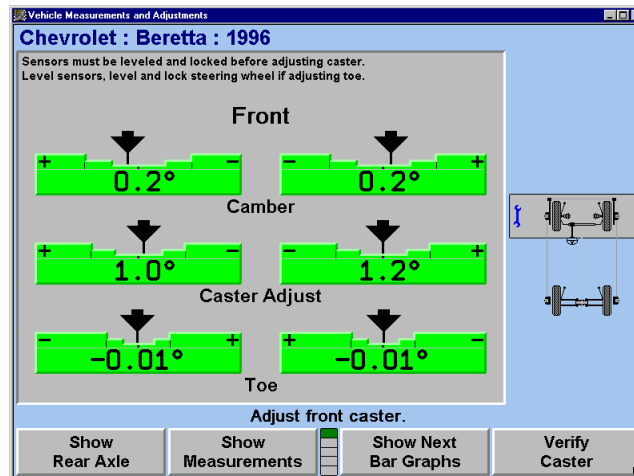 Vehicle Measurements and Adjustments
Chevrolet : Beretta : 1996
Sensors must be leveled and locked before adjusting caster.
Level sensors, level and lock steering wheel if adjusting toe.
Front
+ - - +
0.2° 0.2°
Camber
+ - - +
1.0° 1.2°
Caster Adjust
- + + -
-0.01° -0.01°
Toe
Adjust front caster.
Show Show Show Next Verify
Rear Axle Measurements Bar Graphs Caster